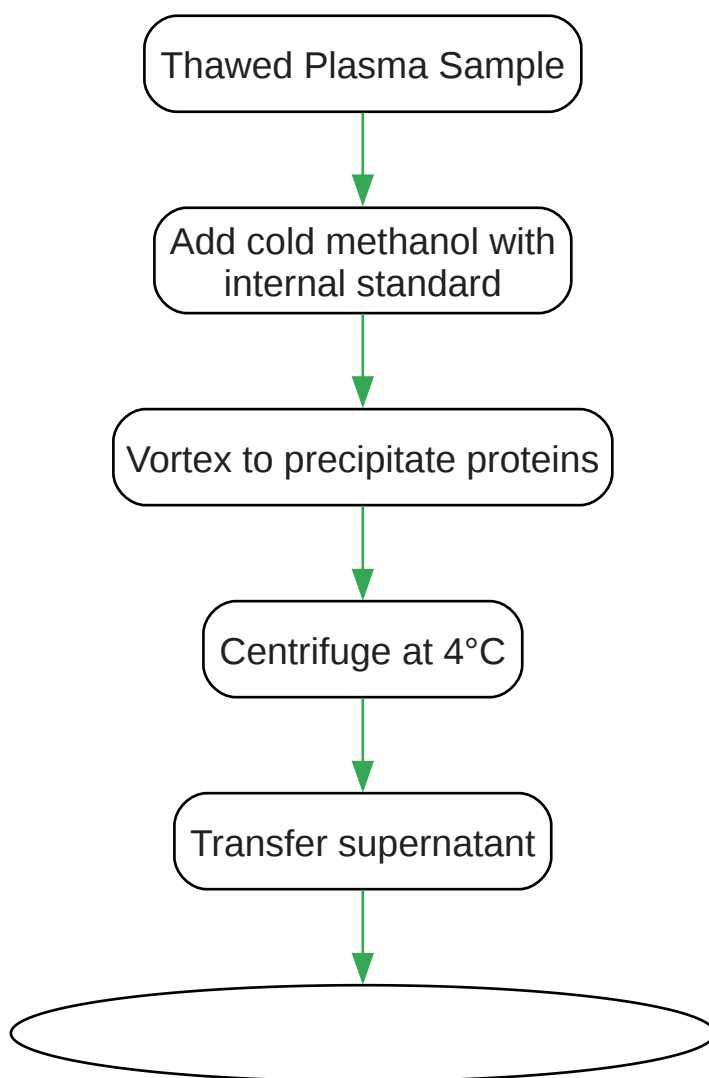 Thawed Plasma Sample
Add cold methanol with
internal standard
Vortex to precipitate proteins
Centrifuge at 4°C
Transfer supernatant